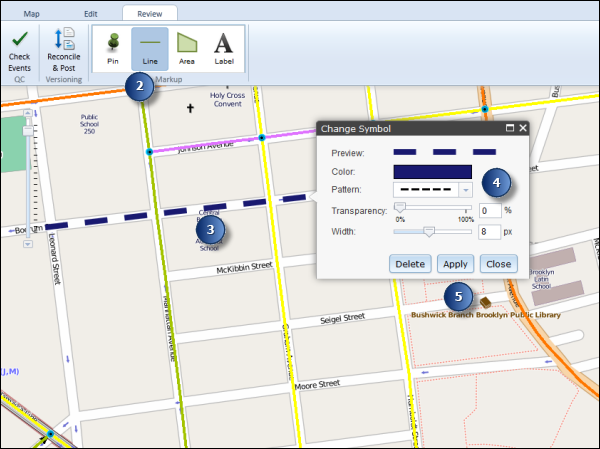 Map Edit Review
Check Events
Reconcile & Post
Pin Line Area Label
QC Versioning Markup
2
Holy Cross Convent
Public School 250
Johnson Avenue
Change Symbol
Preview:
Color:
Pattern:
4
Transparency: 0 %
0% 100%
Width: 8 px
Delete Apply Close
3
Central
School
Leonard Street
McKibbin Street
Brooklyn Latin School
5
Avenue
Bushwick Branch Brooklyn Public Library
Manhattan Avenue
Seigel Street
Moore Street
Humboldt Street
(J,M)